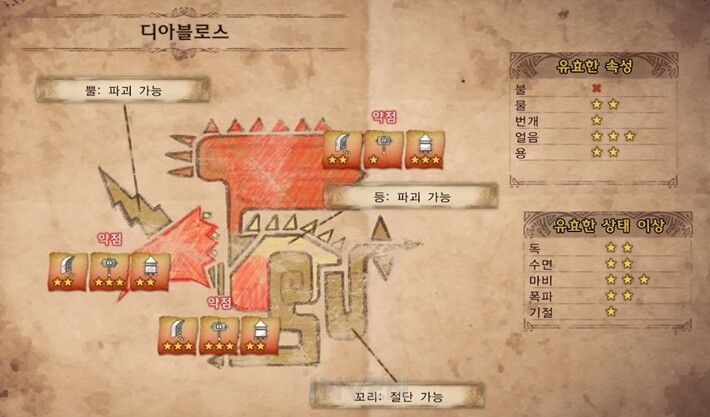 디아블로스
뿔: 파괴 가능
약점
등: 파괴 가능
약점
약점
꼬리: 절단 가능
유효한 속성
불
물
번개
얼음
용
유효한 상태 이상
독
수면
마비
폭파
기절